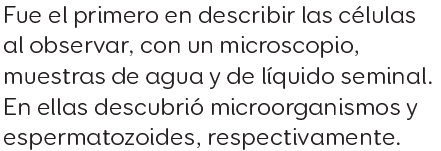 Fue el primero en describir las células
al observar, con un microscopio,
muestras de agua y de líquido seminal.
En ellas descubrió microorganismos y
espermatozoides, respectivamente.